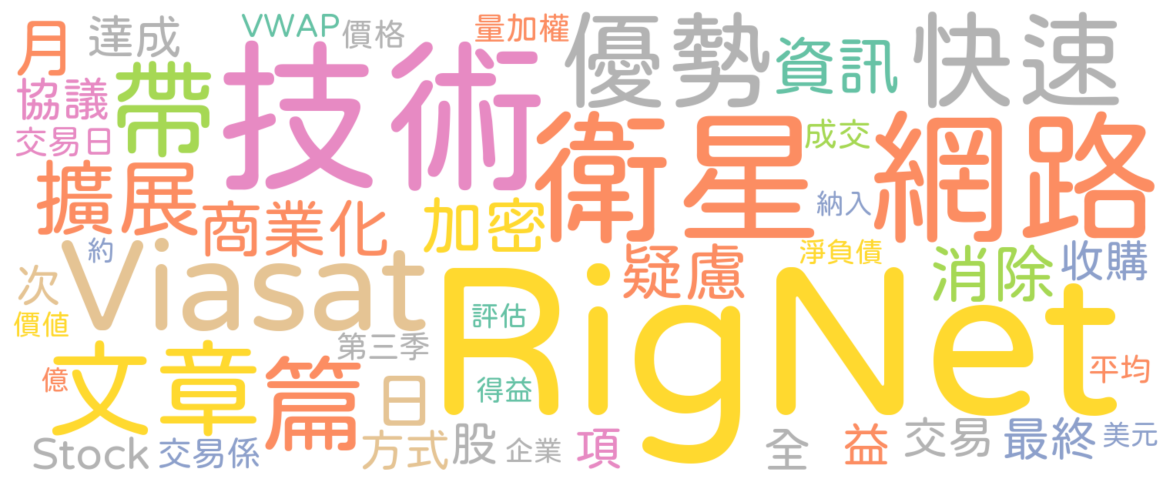 月
達成
VWAP
價格
量加權
優勢
資訊
快速
協議
帶
技術
交易日
衛星
成交
網路
擴展
商業化
加密
納入
約
Viasat
疑慮
淨負債
消除
收購
次
價值
RigNet
評估
第三季
文章
億
篇
日
得益
平均
Stock
交易係
方式
股
企業
項
全
益
交易
最終
美元